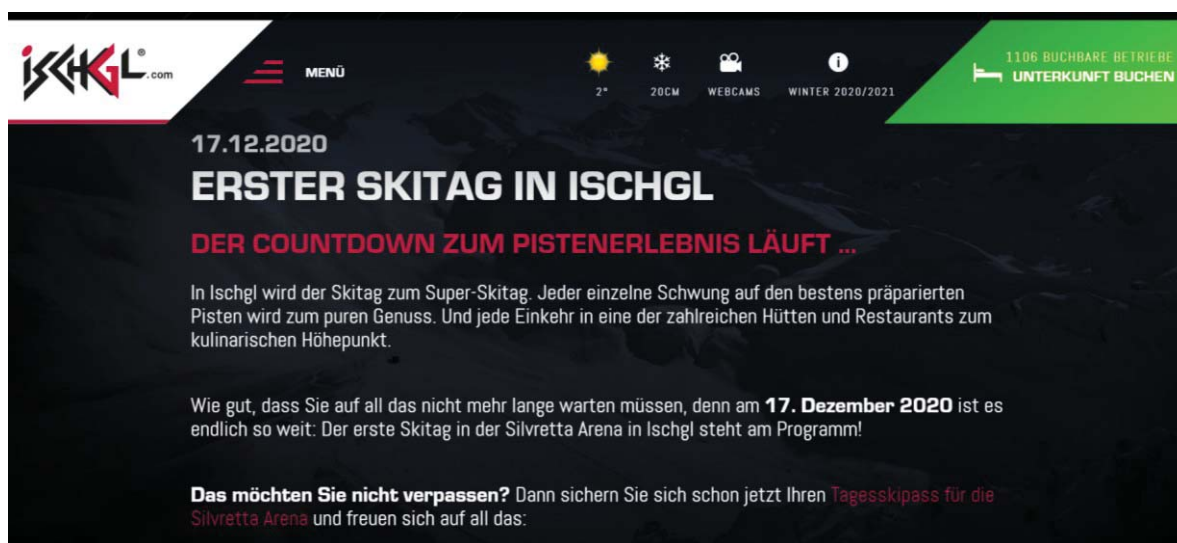 ischgl®.com
MENÜ
2°
20CM
WEBCAMS
WINTER 2020/2021
1106 BUCHBARE BETRIEBE
UNTERKUNFT BUCHEN
17.12.2020
ERSTER SKITAG IN ISCHGL
DER COUNTDOWN ZUM PISTENERLEBNIS LÄUFT ...
In Ischgl wird der Skitag zum Super-Skitag. Jeder einzelne Schwung auf den bestens präparierten
Pisten wird zum puren Genuss. Und jede Einkehr in eine der zahlreichen Hütten und Restaurants zum
kulinarischen Höhepunkt.
Wie gut, dass Sie auf all das nicht mehr lange warten müssen, denn am 17. Dezember 2020 ist es
endlich so weit: Der erste Skitag in der Silvretta Arena in Ischgl steht am Programm!
Das möchten Sie nicht verpassen? Dann sichern Sie sich schon jetzt Ihren Tagesskipass für die
Silvretta Arena und freuen sich auf all das: